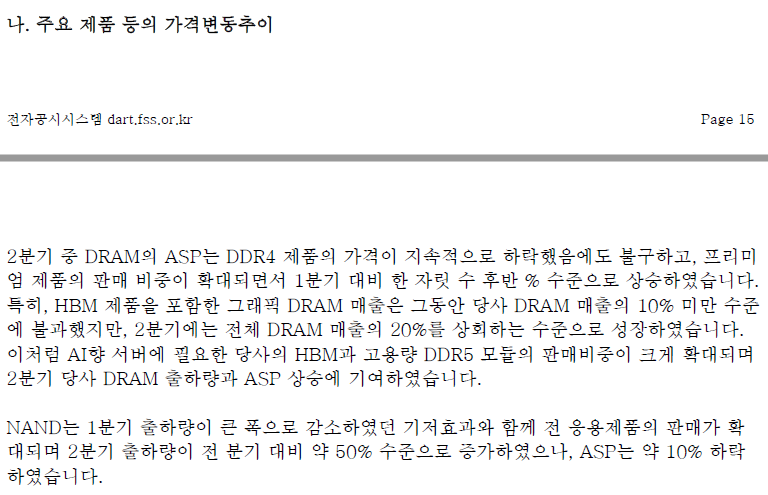 나. 주요 제품 등의 가격변동추이
전자공시시스템 dart.fss.or.kr
Page 15
2분기 중 DRAM의 ASP는 DDR4 제품의 가격이 지속적으로 하락했음에도 불구하고, 프리미
엄 제품의 판매 비중이 확대되면서 1분기 대비 한 자릿 수 후반 % 수준으로 상승하였습니다.
특히, HBM 제품을 포함한 그래픽 DRAM 매출은 그동안 당사 DRAM 매출의 10% 미만 수준
에 불과했지만, 2분기에는 전체 DRAM 매출의 20%를 상회하는 수준으로 성장하였습니다.
이처럼 AI향 서버에 필요한 당사의 HBM과 고용량 DDR5 모듈의 판매비중이 크게 확대되며
2분기 당사 DRAM 출하량과 ASP 상승에 기여하였습니다.
NAND는 1분기 출하량이 큰 폭으로 감소하였던 기저효과와 함께 전 응용제품의 판매가 확
대되며 2분기 출하량이 전 분기 대비 약 50% 수준으로 증가하였으나, ASP는 약 10% 하락
하였습니다.